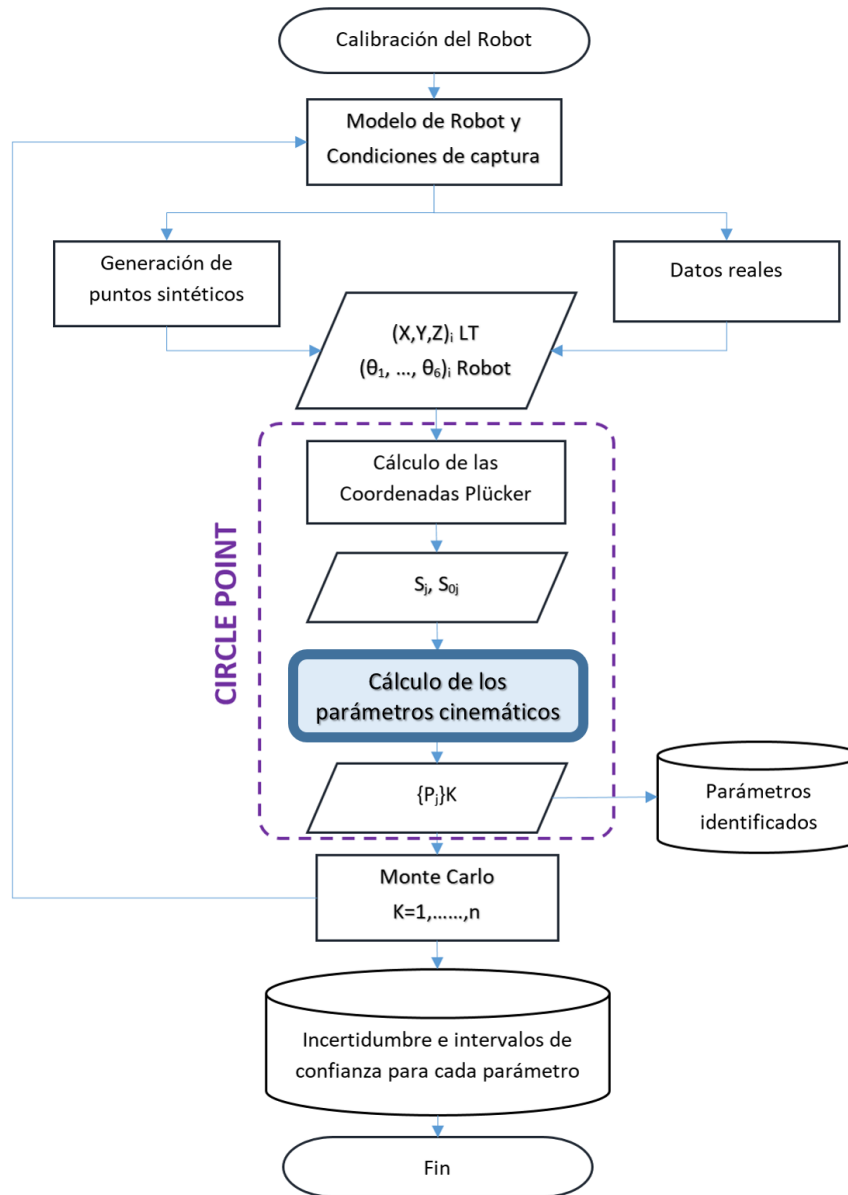 Calibración del Robot
Modelo de Robot y
Condiciones de captura
Generación de
puntos sintéticos
Datos reales
(X,Y,Z)ᵢ LT
(θ₁, ..., θ₆)ᵢ Robot
CIRCLE POINT
Cálculo de las
Coordenadas Plücker
Sⱼ, S₀ⱼ
Cálculo de los
parámetros cinemáticos
{Pⱼ}K
Parámetros
identificados
Monte Carlo
K=1,......,n
Incertidumbre e intervalos de
confianza para cada parámetro
Fin